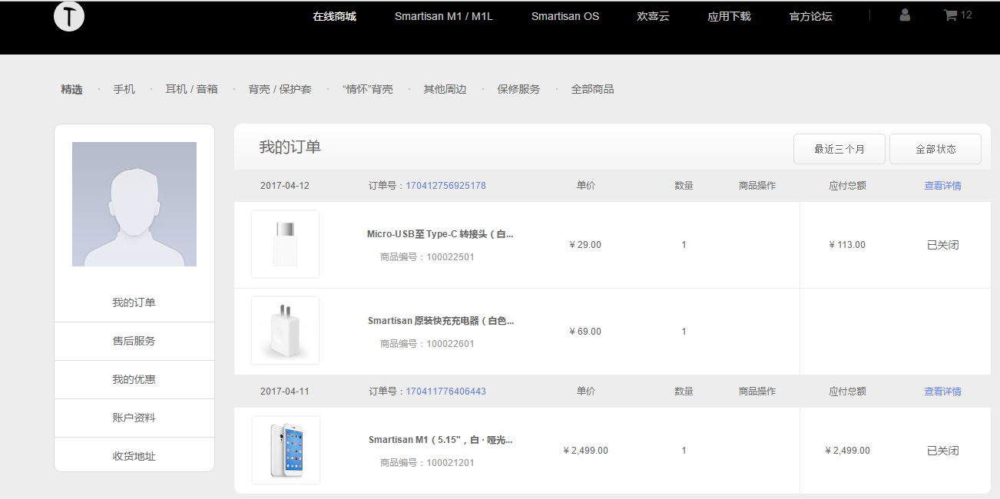 在线商城 Smartisan M1 / M1L Smartisan OS 欢喜云 应用下载 官方论坛 12
精选 · 手机 · 耳机 / 音箱 · 背壳 / 保护套 · “情怀”背壳 · 其他周边 · 保修服务 · 全部商品
我的订单
售后服务
我的优惠
账户资料
收货地址
我的订单 最近三个月 全部状态
2017-04-12 订单号：170412756925178 单价 数量 商品操作 应付总额 查看详情
Micro-USB至 Type-C 转接头（白...
商品编号：100022501
¥ 29.00 1 ¥ 113.00 已关闭
Smartisan 原装快充充电器（白色...
商品编号：100022601
¥ 69.00 1
2017-04-11 订单号：170411776406443 单价 数量 商品操作 应付总额 查看详情
Smartisan M1（5.15"，白 · 哑光...
商品编号：100021201
¥ 2,499.00 1 ¥ 2,499.00 已关闭